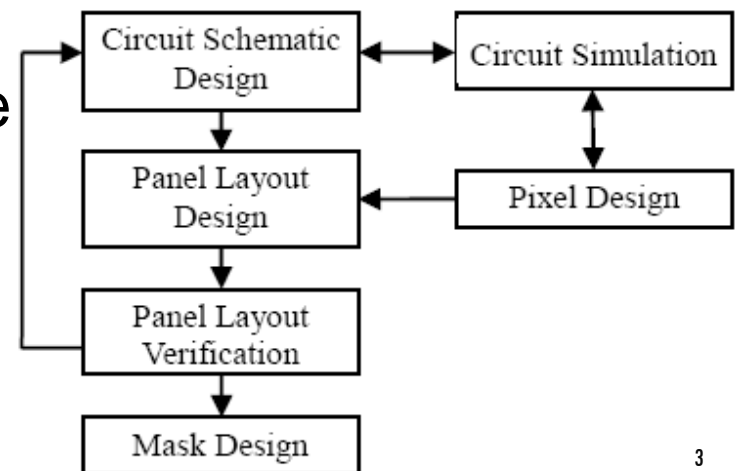 Circuit Schematic
Design
Circuit Simulation
e
Panel Layout
Design
Pixel Design
Panel Layout
Verification
Mask Design
3